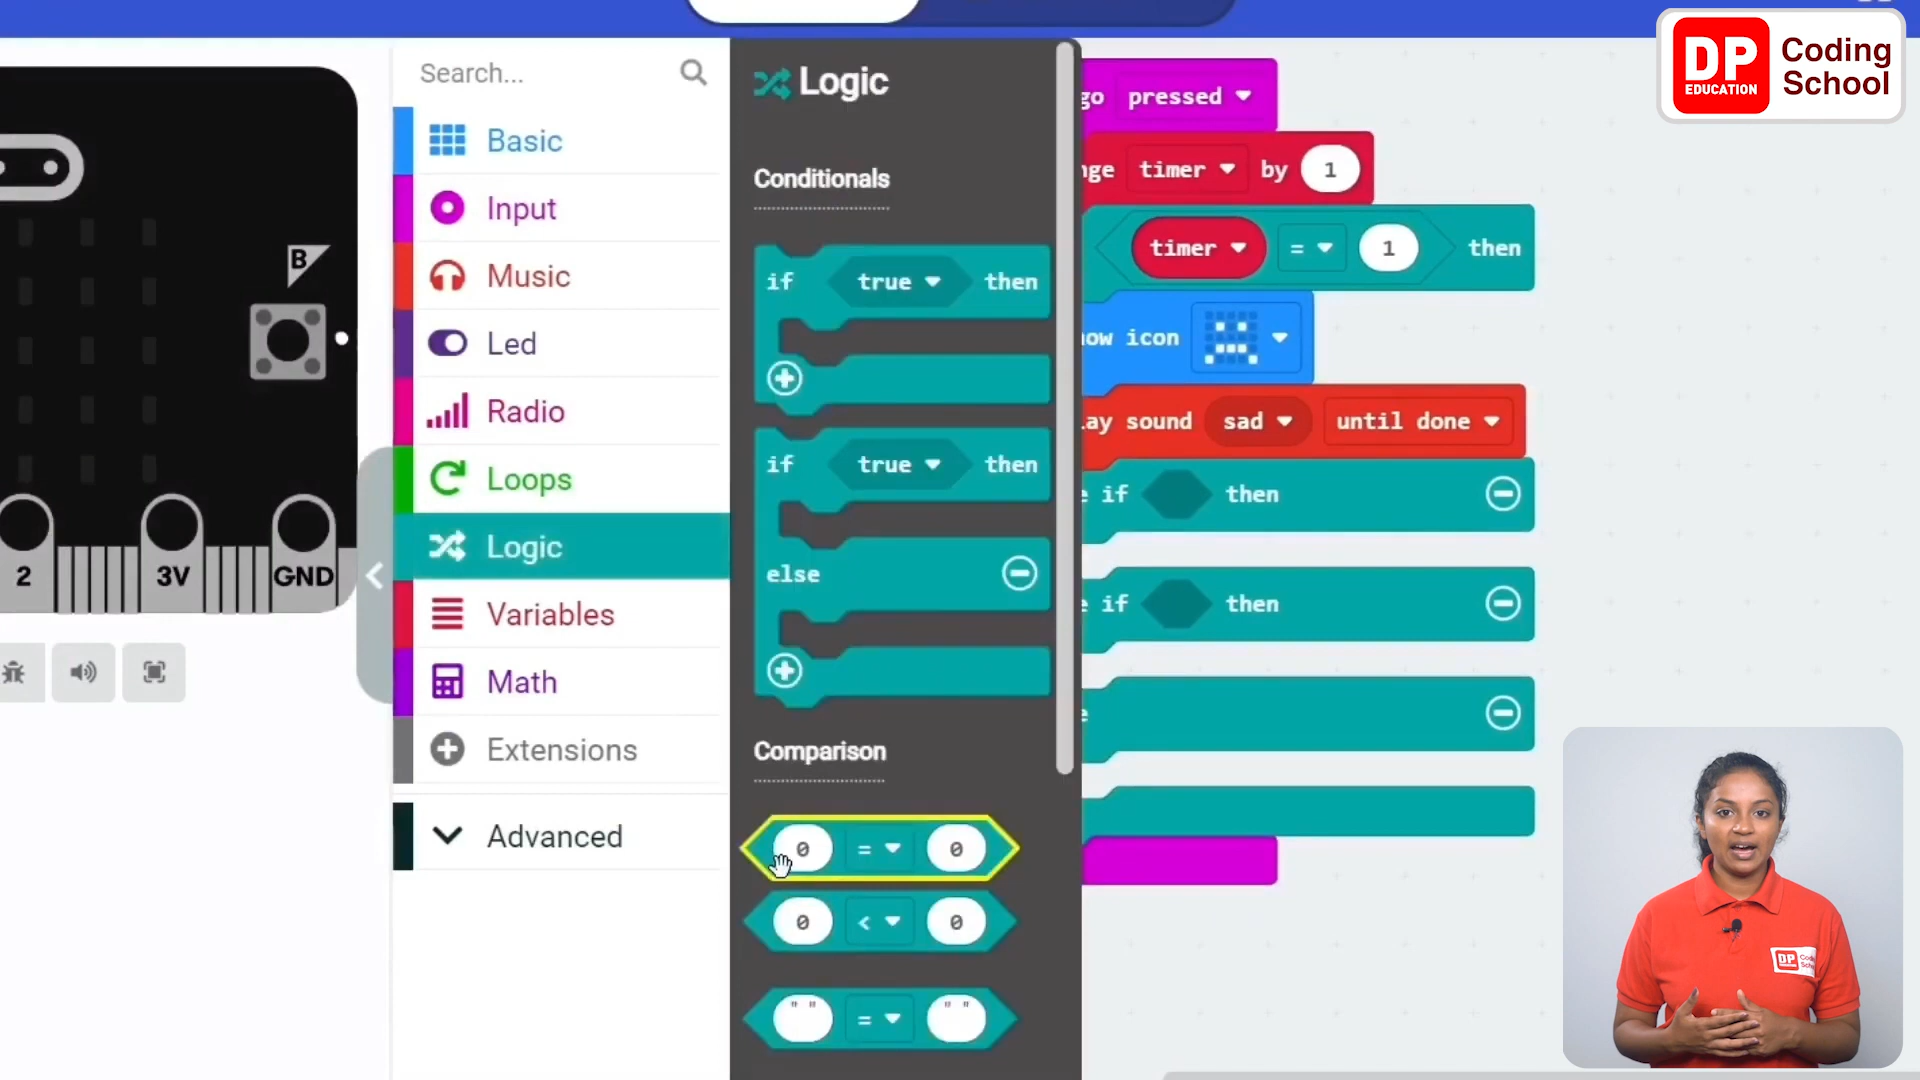 DP
EDUCATION
Coding
School
Search...
Basic
Input
Music
Led
Radio
Loops
Logic
Variables
Math
Extensions
Advanced
Logic
Conditionals
if true then
if true then
else
Comparison
0 = 0
0 < 0
" " = " "
go pressed
timer by 1
timer = 1 then
icon
sound sad until done
if then
if then
B
2
3V
GND
DP